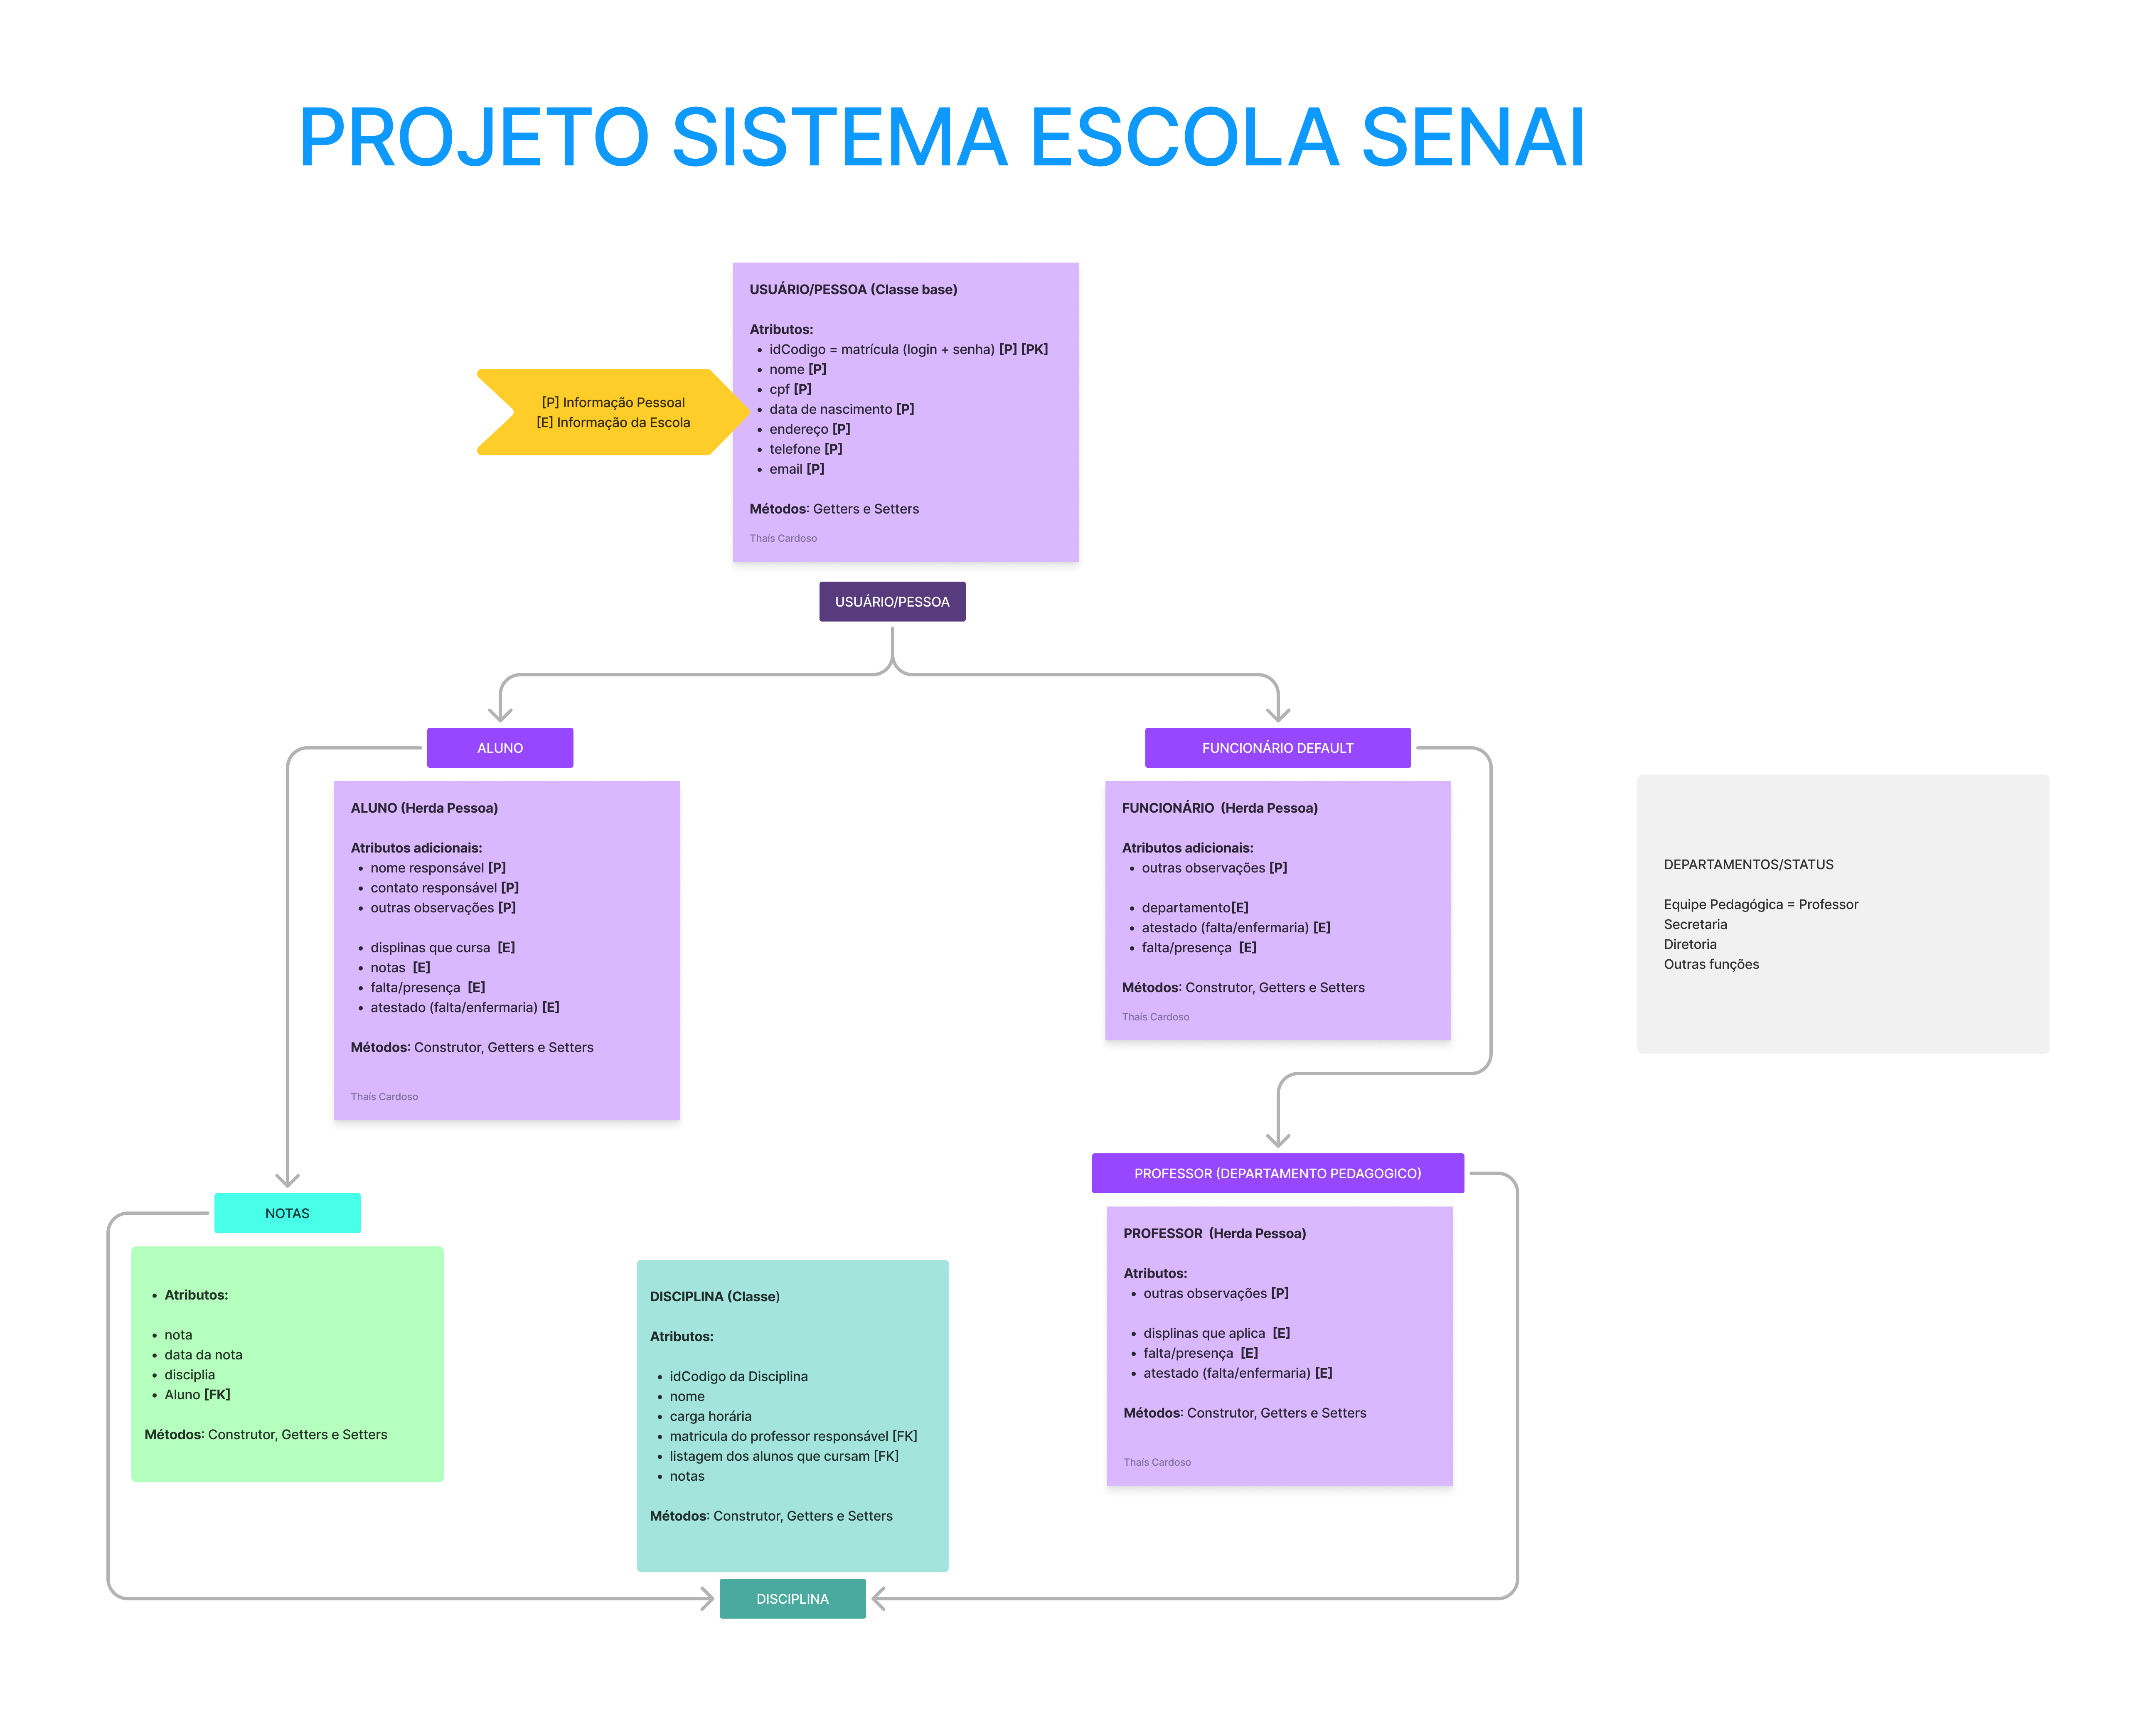 PROJETO SISTEMA ESCOLA SENAI
USUÁRIO/PESSOA (Classe base)
Atributos:
• idCodigo = matrícula (login + senha) [P] [PK]
• nome [P]
• cpf [P]
• data de nascimento [P]
• endereço [P]
• telefone [P]
• email [P]
Métodos: Getters e Setters
Thaís Cardoso
[P] Informação Pessoal
[E] Informação da Escola
USUÁRIO/PESSOA
ALUNO
ALUNO (Herda Pessoa)
Atributos adicionais:
• nome responsável [P]
• contato responsável [P]
• outras observações [P]
• displinas que cursa [E]
• notas [E]
• falta/presença [E]
• atestado (falta/enfermaria) [E]
Métodos: Construtor, Getters e Setters
Thaís Cardoso
FUNCIONÁRIO DEFAULT
FUNCIONÁRIO (Herda Pessoa)
Atributos adicionais:
• outras observações [P]
• departamento[E]
• atestado (falta/enfermaria) [E]
• falta/presença [E]
Métodos: Construtor, Getters e Setters
Thaís Cardoso
DEPARTAMENTOS/STATUS
Equipe Pedagógica = Professor
Secretaria
Diretoria
Outras funções
NOTAS
• Atributos:
• nota
• data da nota
• disciplia
• Aluno [FK]
Métodos: Construtor, Getters e Setters
DISCIPLINA (Classe)
Atributos:
• idCodigo da Disciplina
• nome
• carga horária
• matricula do professor responsável [FK]
• listagem dos alunos que cursam [FK]
• notas
Métodos: Construtor, Getters e Setters
DISCIPLINA
PROFESSOR (DEPARTAMENTO PEDAGOGICO)
PROFESSOR (Herda Pessoa)
Atributos:
• outras observações [P]
• displinas que aplica [E]
• falta/presença [E]
• atestado (falta/enfermaria) [E]
Métodos: Construtor, Getters e Setters
Thaís Cardoso